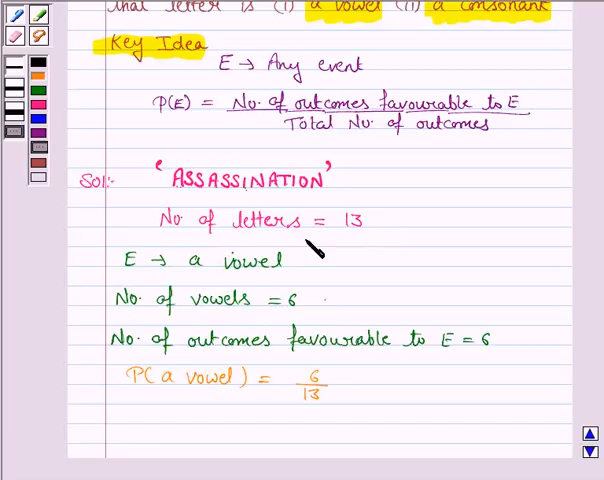 that letter is (i) a vowel (ii) a consonant
Key Idea
E → Any event
P(E) = No. of outcomes favourable to E
Total No. of outcomes
Sol:- 'ASSASSINATION'
No. of letters = 13
E → a vowel
No. of vowels = 6
No. of outcomes favourable to E = 6
P(a vowel) = 6
13